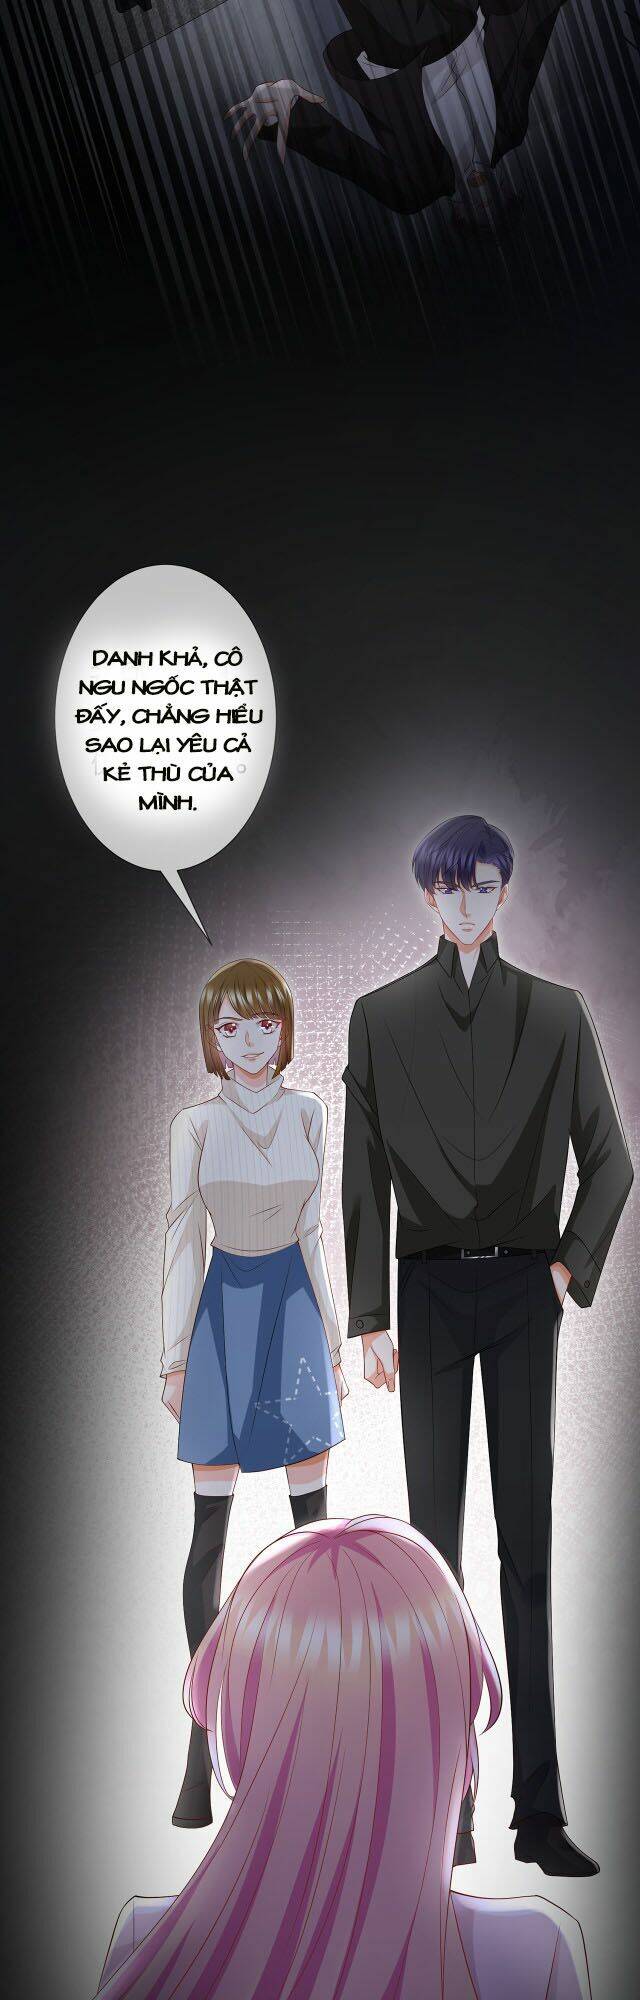 DANH KHẢ, CÔ
NGU NGỐC THẬT
ĐẤY, CHẲNG HIỂU
SAO LẠI YÊU CẢ
KẺ THÙ CỦA
MÌNH.